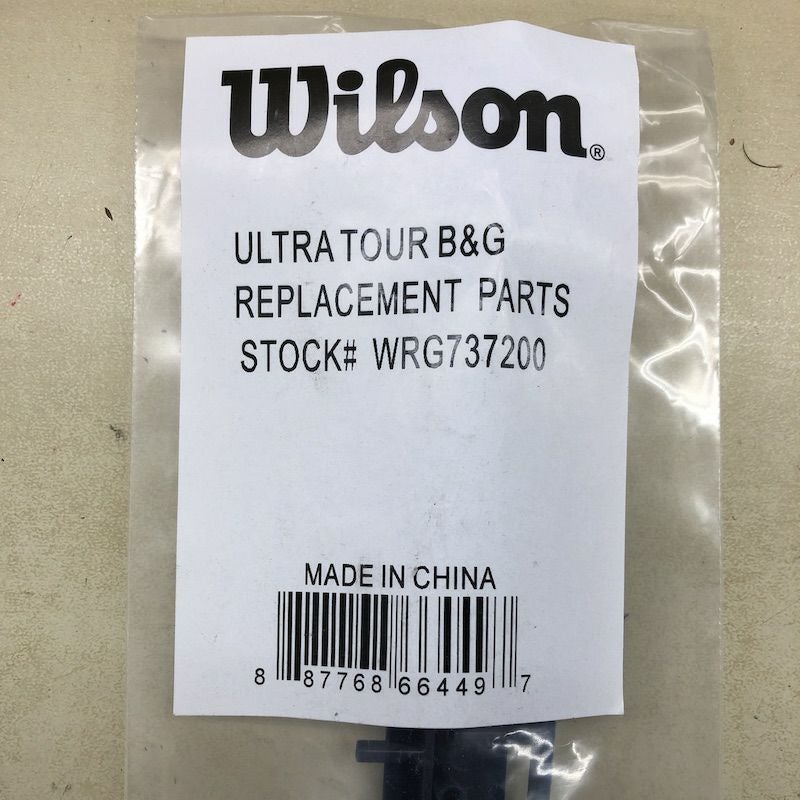 Wilson®
ULTRA TOUR B&G
REPLACEMENT PARTS
STOCK# WRG737200
MADE IN CHINA
8 87768 66449 7